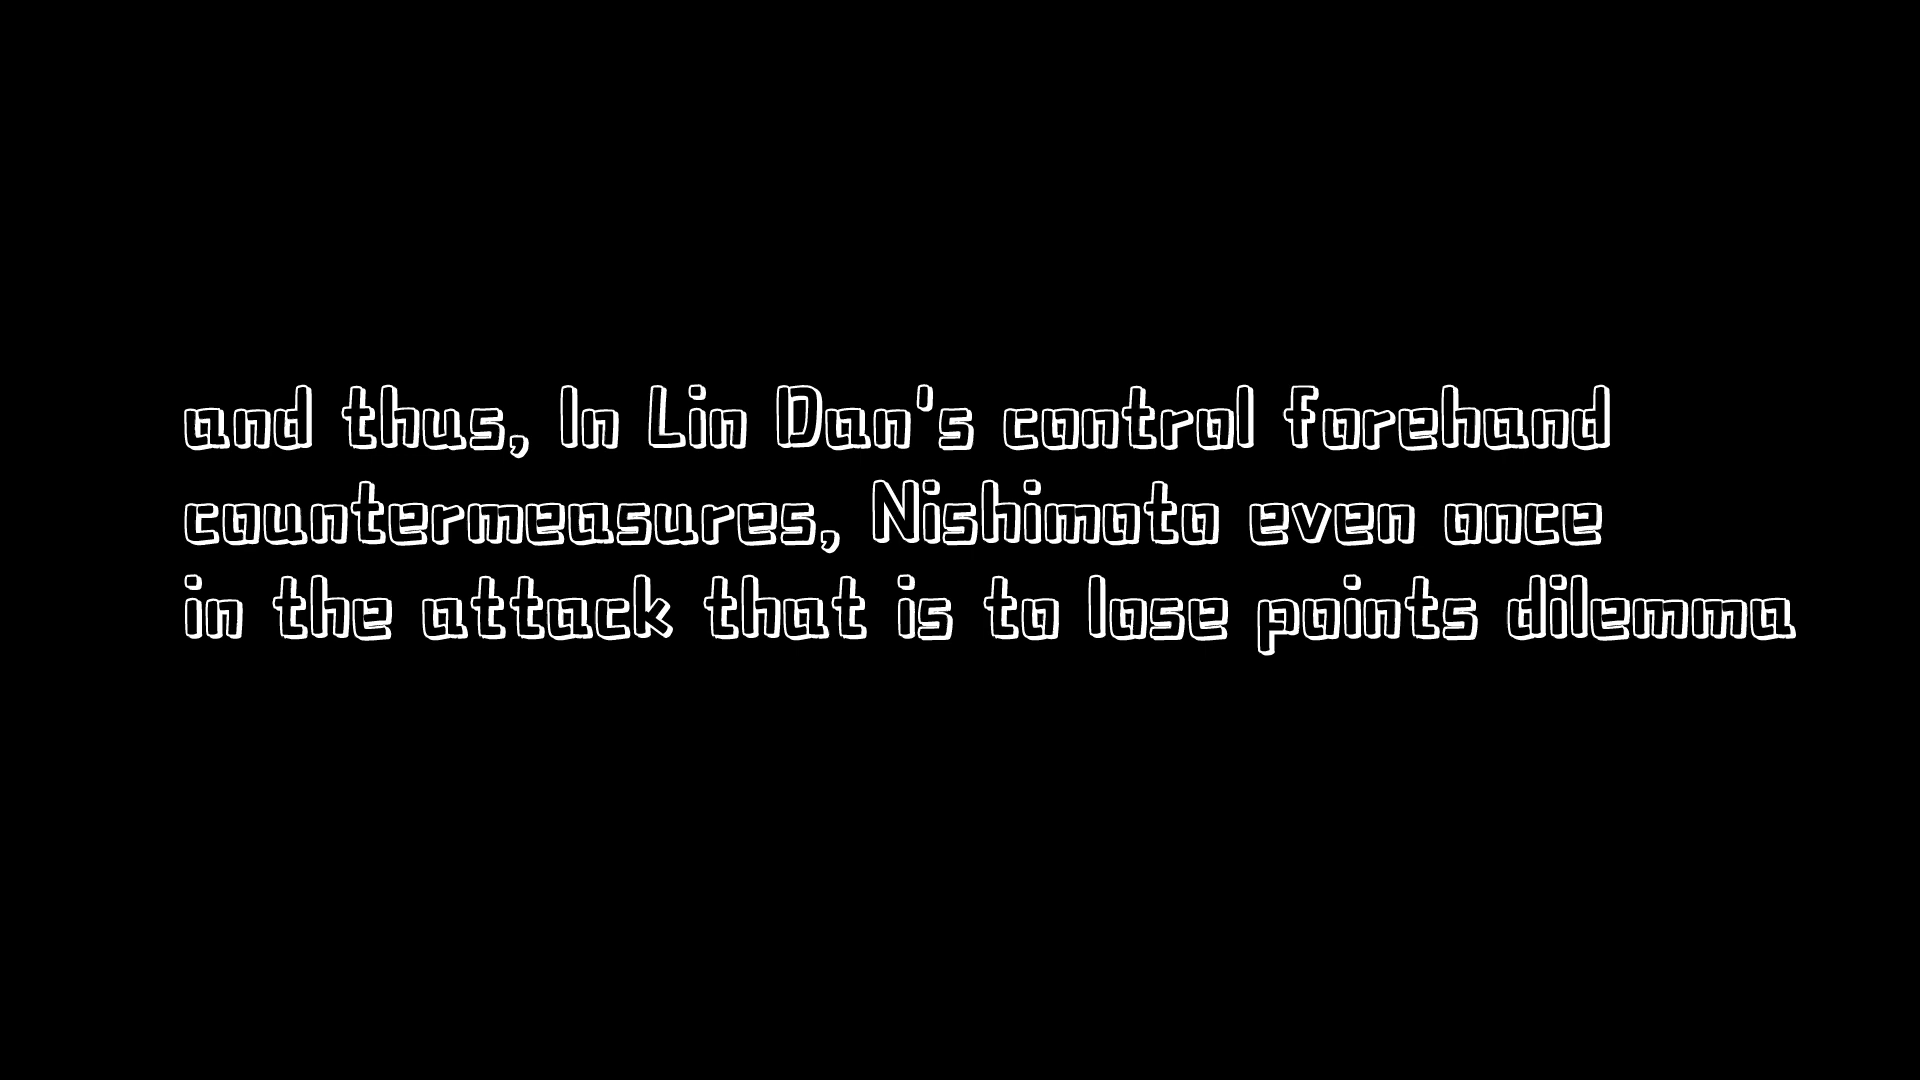 and thus, In Lin Dan's control forehand
countermeasures, Nishimoto even once
in the attack that is to lose points dilemma